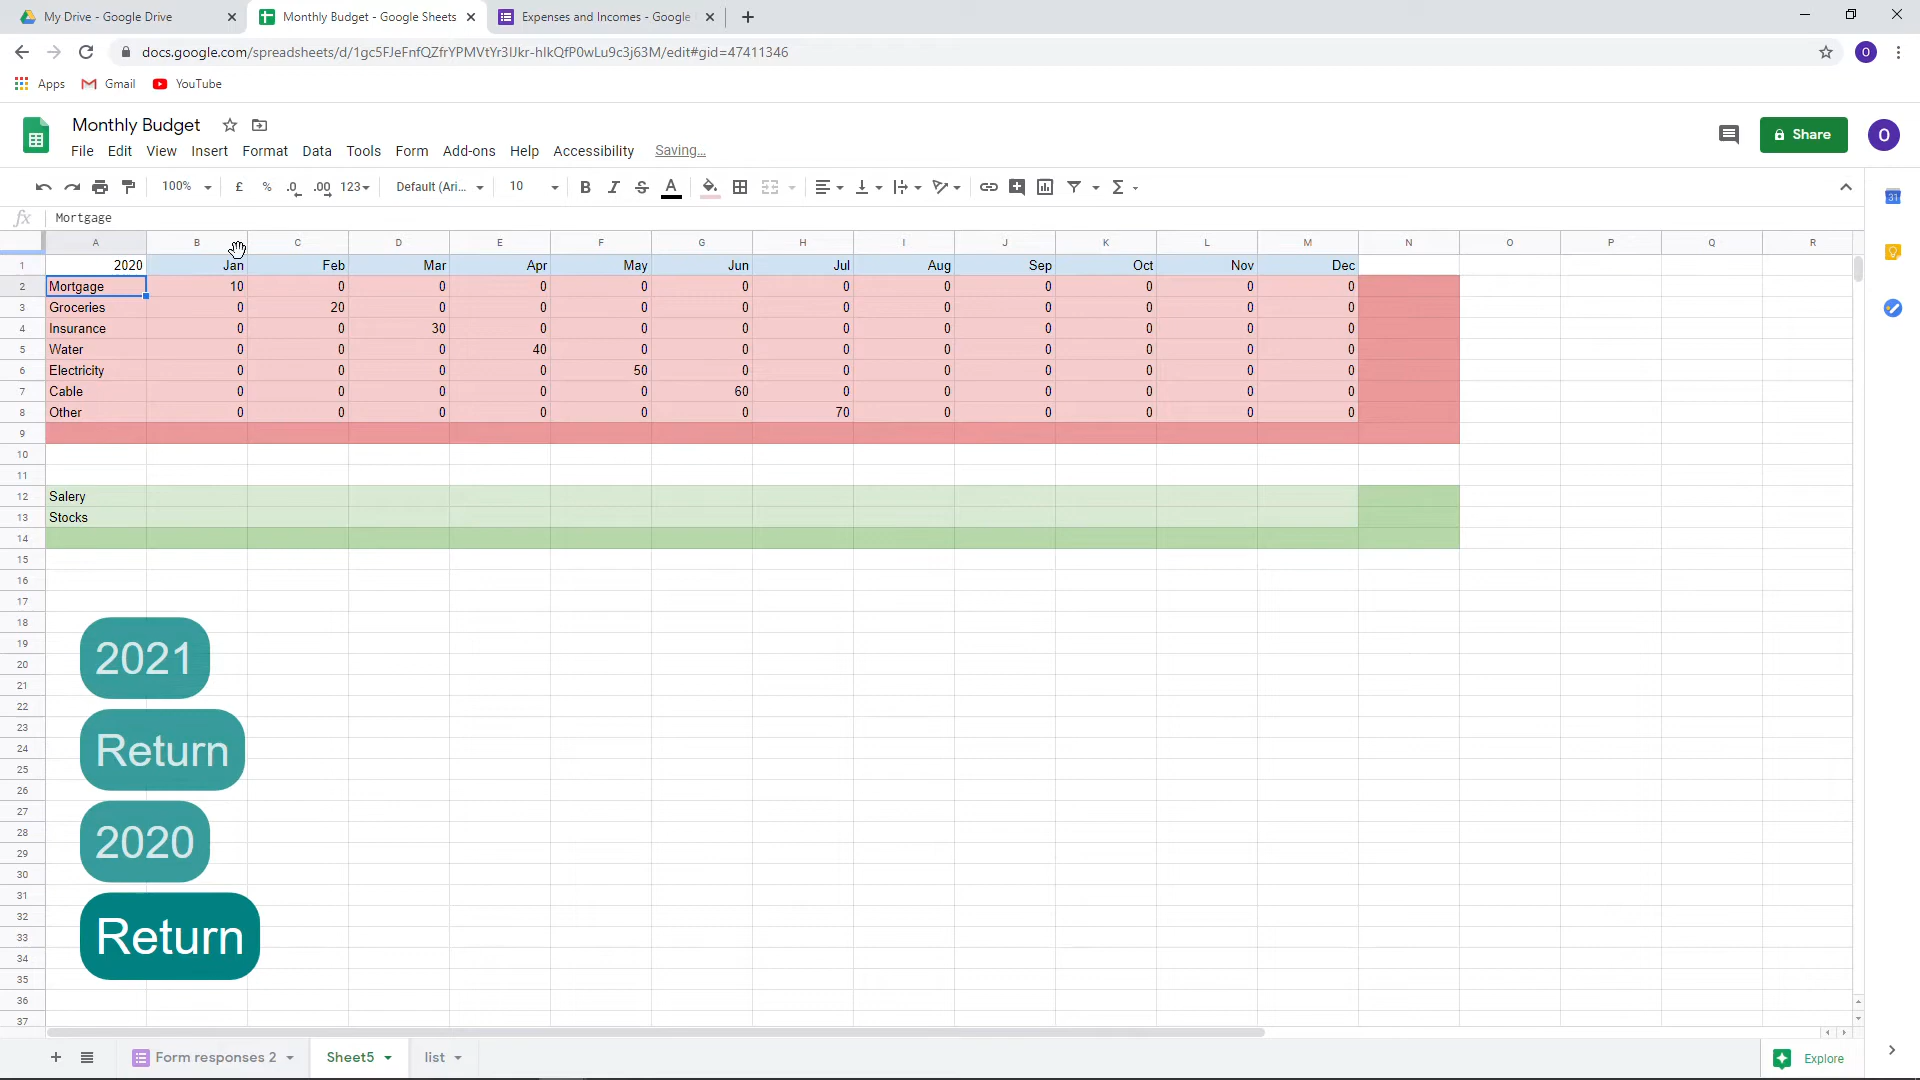 My Drive - Google Drive
Monthly Budget - Google Sheets
Expenses and Incomes - Google
docs.google.com/spreadsheets/d/1gc5FJeFnfQZfrYPMVtYr3IJkr-hIkQfP0wLu9c3j63M/edit#gid=47411346
O
Apps Gmail YouTube
Monthly Budget
File Edit View Insert Format Data Tools Form Add-ons Help Accessibility Saving...
Share
O
100% £ % .0 .00 123 Default (Ari... 10 B I S A Σ
31
fx Mortgage
A B C D E F G H I J K L M N O P Q R
1 2020 Jan Feb Mar Apr May Jun Jul Aug Sep Oct Nov Dec
2 Mortgage 10 0 0 0 0 0 0 0 0 0 0 0
3 Groceries 0 20 0 0 0 0 0 0 0 0 0 0
4 Insurance 0 0 30 0 0 0 0 0 0 0 0 0
5 Water 0 0 0 40 0 0 0 0 0 0 0 0
6 Electricity 0 0 0 0 50 0 0 0 0 0 0 0
7 Cable 0 0 0 0 0 60 0 0 0 0 0 0
8 Other 0 0 0 0 0 0 70 0 0 0 0 0
9
10
11
12 Salery
13 Stocks
14
15
16
17
18
19
20
21
22
23
24
25
26
27
28
29
30
31
32
33
34
35
36
37
2021
Return
2020
Return
Form responses 2 Sheet5 list Explore